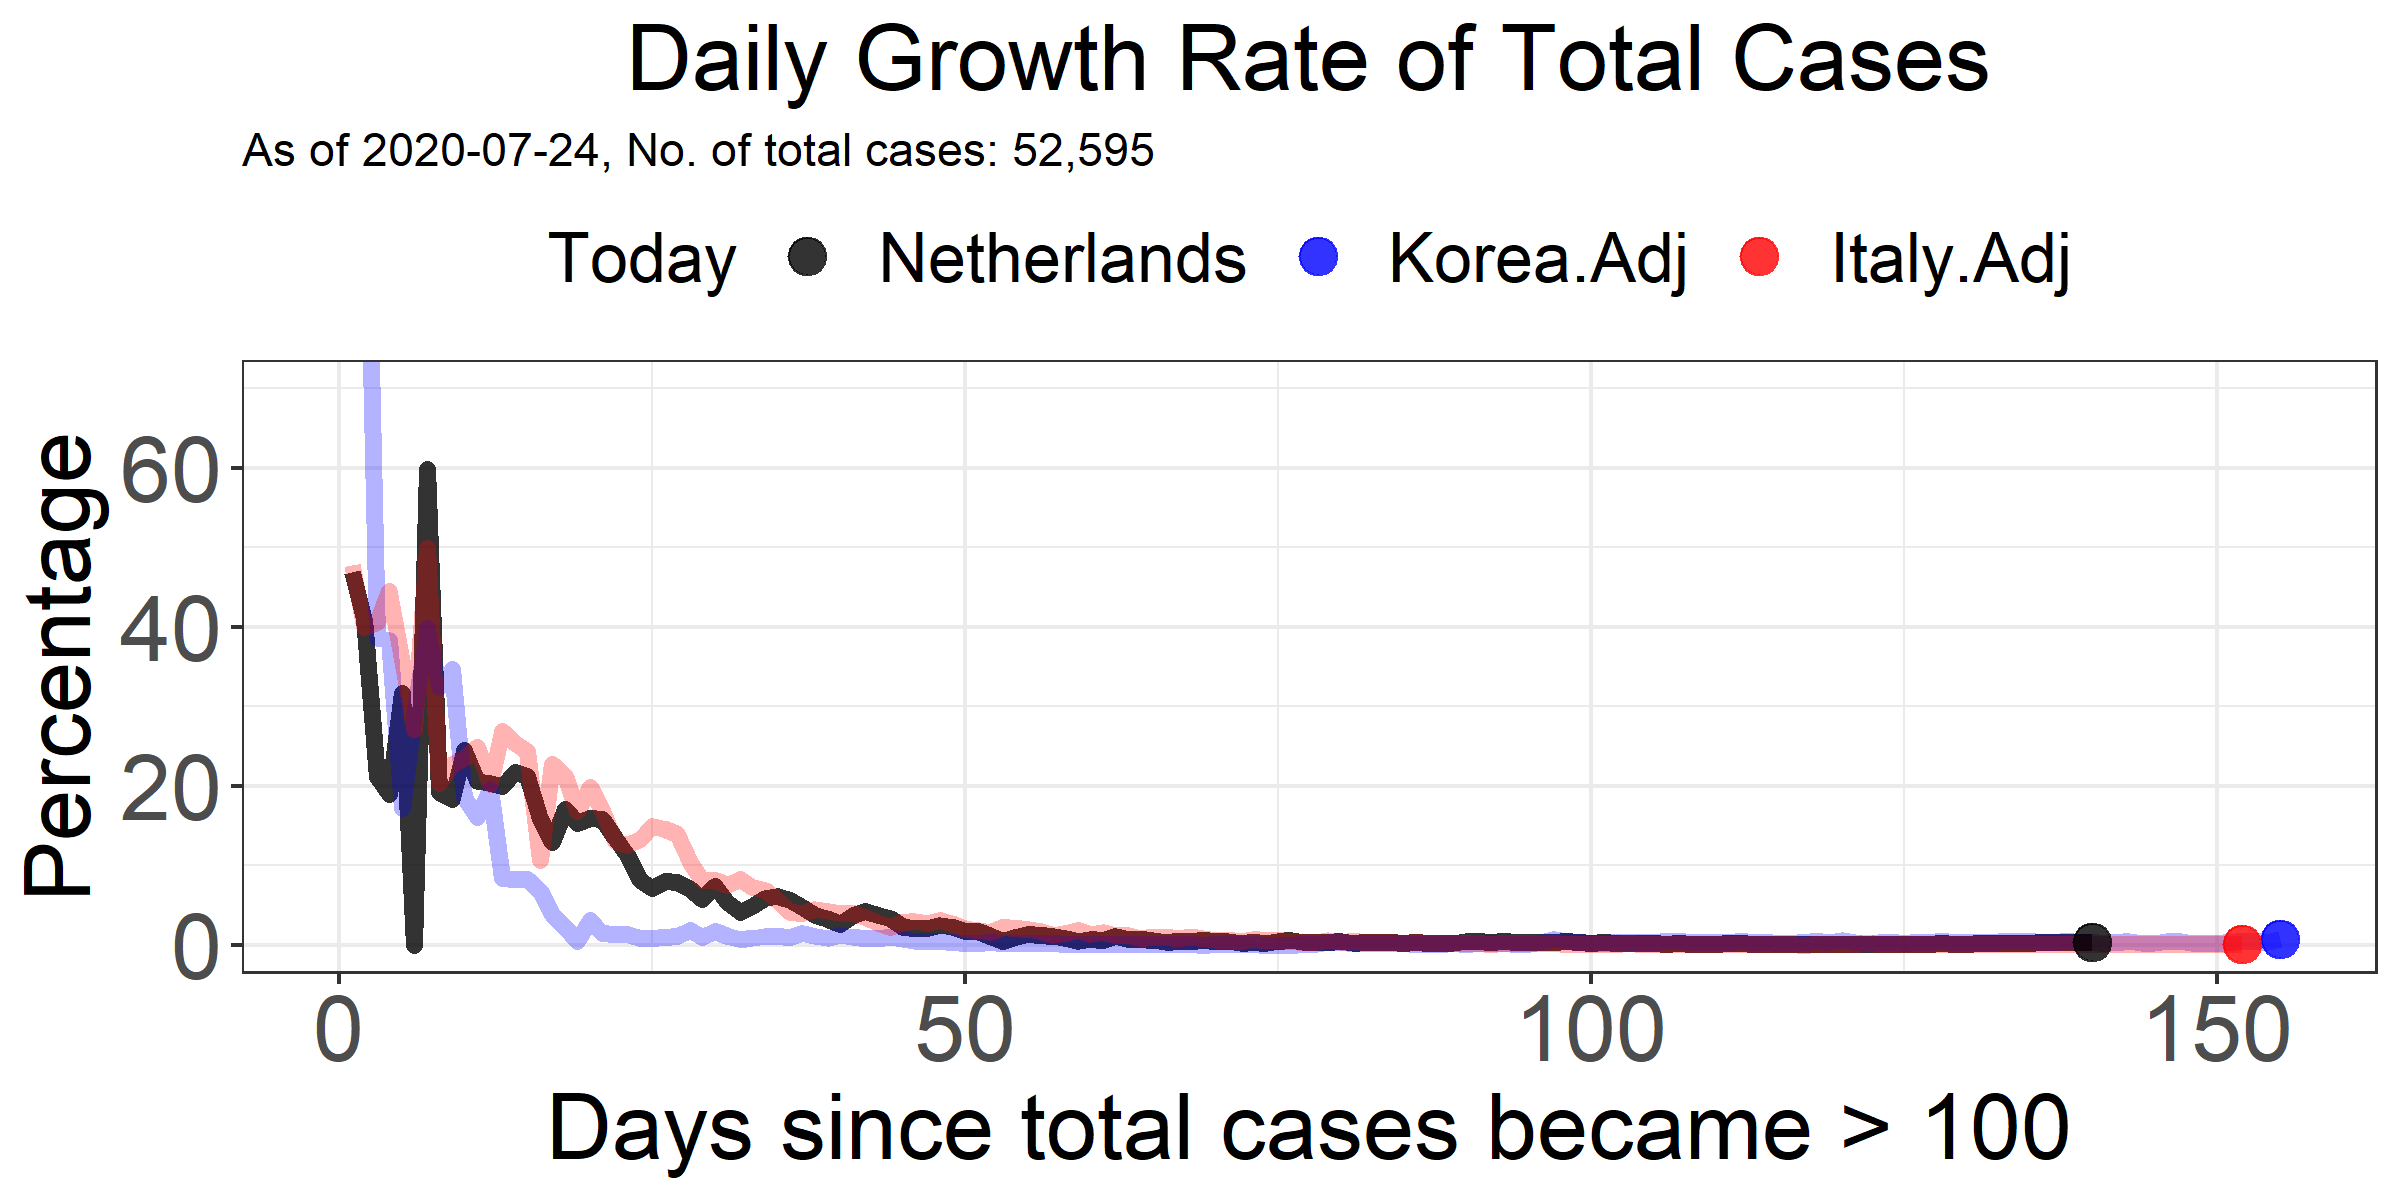 Daily Growth Rate of Total Cases
As of 2020-07-24, No. of total cases: 52,595
Today Netherlands Korea.Adj Italy.Adj
Percentage
60
40
20
0
0 50 100 150
Days since total cases became > 100